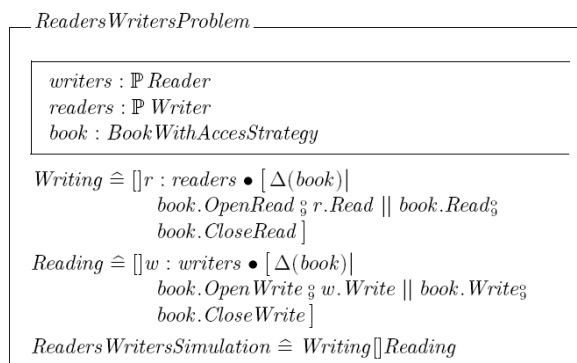 ReadersWritersProblem
writers : ℙ Reader
readers : ℙ Writer
book : BookWithAccesStrategy
Writing ≙ []r : readers • [ Δ(book)|
book.OpenRead ⨟ r.Read || book.Read⨟
book.CloseRead ]
Reading ≙ []w : writers • [ Δ(book)|
book.OpenWrite ⨟ w.Write || book.Write⨟
book.CloseWrite ]
ReadersWritersSimulation ≙ Writing[]Reading